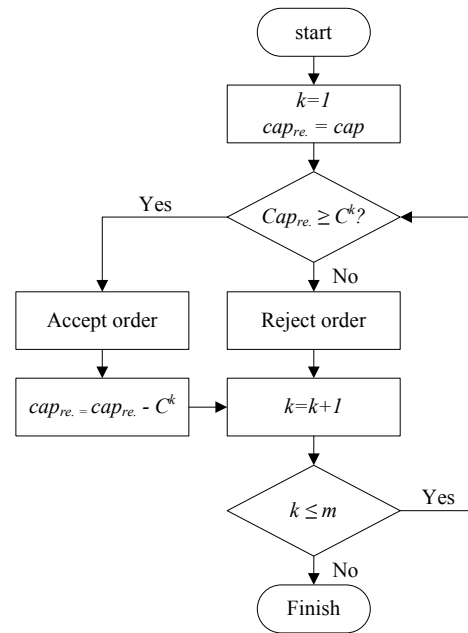 start
k=1
cap_re. = cap
Yes
Cap_re. ≥ C^k?
No
Accept order
Reject order
cap_re. = cap_re. - C^k
k=k+1
k ≤ m
Yes
No
Finish